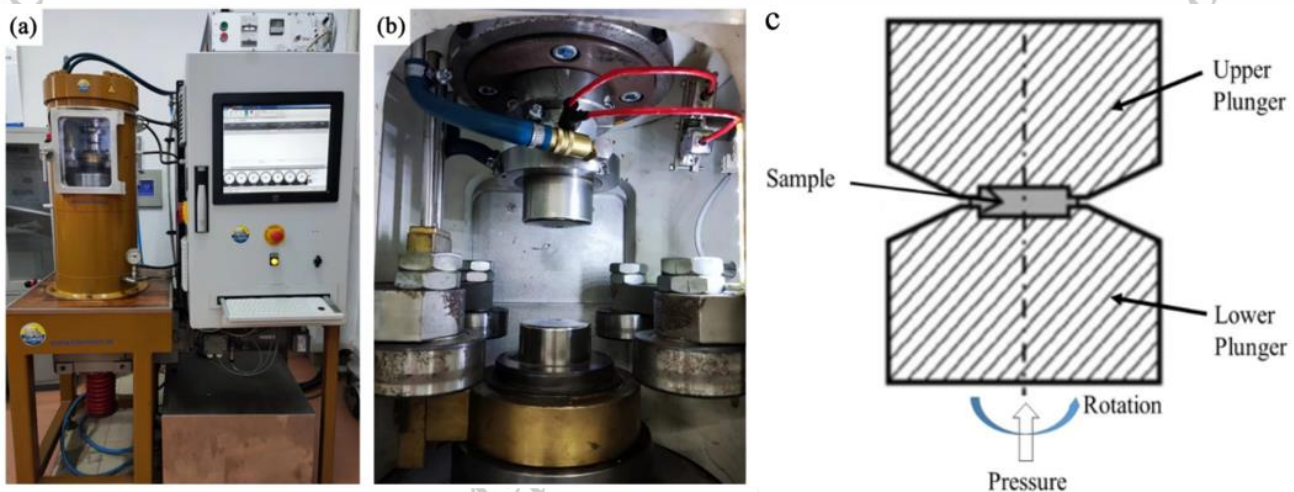 (a)
(b)
c
Upper
Plunger
Sample
Lower
Plunger
Rotation
Pressure